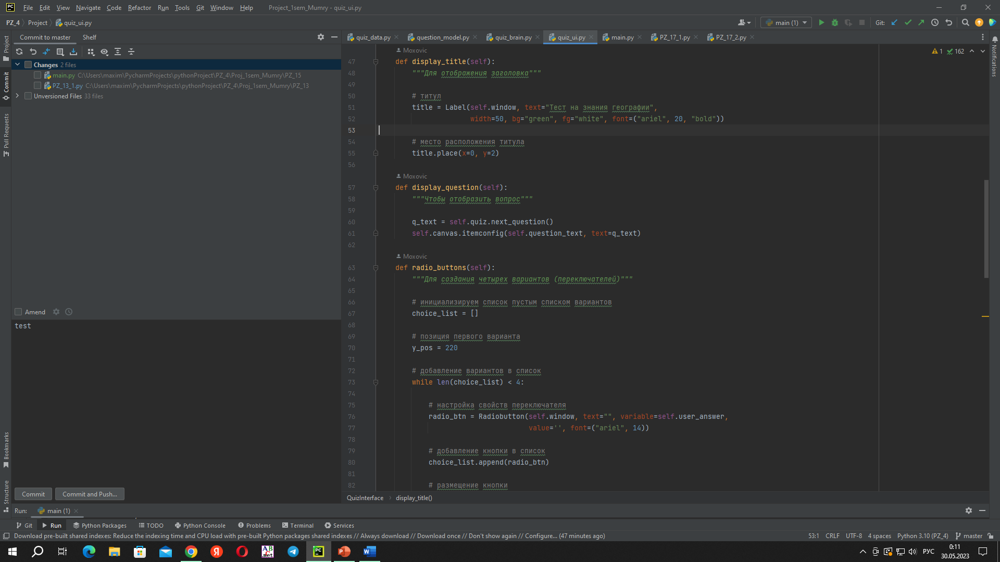 File Edit View Navigate Code Refactor Run Tools Git Window Help Project_1sem_Mumry - quiz_ui.py
PZ_4 Project quiz_ui.py main (1) Git:
Commit to master Shelf
quiz_data.py question_model.py quiz_brain.py quiz_ui.py main.py PZ_17_1.py PZ_17_2.py
Project
Commit
Pull Requests
Bookmarks
Structure
Notifications
Changes 2 files
main.py C:\Users\maxim\PycharmProjects\pythonProject\PZ_4\Proj_1sem_Mumry\PZ_15
PZ_13_1.py C:\Users\maxim\PycharmProjects\pythonProject\PZ_4\Proj_1sem_Mumry\PZ_13
Unversioned Files 33 files
Amend
test
Commit Commit and Push...
1 162
Moxovic
47 def display_title(self):
48 """Для отображения заголовка"""
49
50 # титул
51 title = Label(self.window, text="Тест на знания географии",
52 width=50, bg="green", fg="white", font=("ariel", 20, "bold"))
53
54 # место расположения титула
55 title.place(x=0, y=2)
56
Moxovic
57 def display_question(self):
58 """Чтобы отобразить вопрос"""
59
60 q_text = self.quiz.next_question()
61 self.canvas.itemconfig(self.question_text, text=q_text)
62
Moxovic
63 def radio_buttons(self):
64 """Для создания четырех вариантов (переключателей)"""
65
66 # инициализируем список пустым списком вариантов
67 choice_list = []
68
69 # позиция первого варианта
70 y_pos = 220
71
72 # добавление вариантов в список
73 while len(choice_list) < 4:
74
75 # настройка свойств переключателя
76 radio_btn = Radiobutton(self.window, text="", variable=self.user_answer,
77 value='', font=("ariel", 14))
78
79 # добавление кнопки в список
80 choice_list.append(radio_btn)
81
82 # размещение кнопки
QuizInterface display_title()
Run: main (1)
Git Run Python Packages TODO Python Console Problems Terminal Services
Download pre-built shared indexes: Reduce the indexing time and CPU load with pre-built Python packages shared indexes // Always download // Download once // Don't show again // Configure... (47 minutes ago) 53:1 CRLF UTF-8 4 spaces Python 3.10 (PZ_4) master
РУС 0:11
30.05.2023